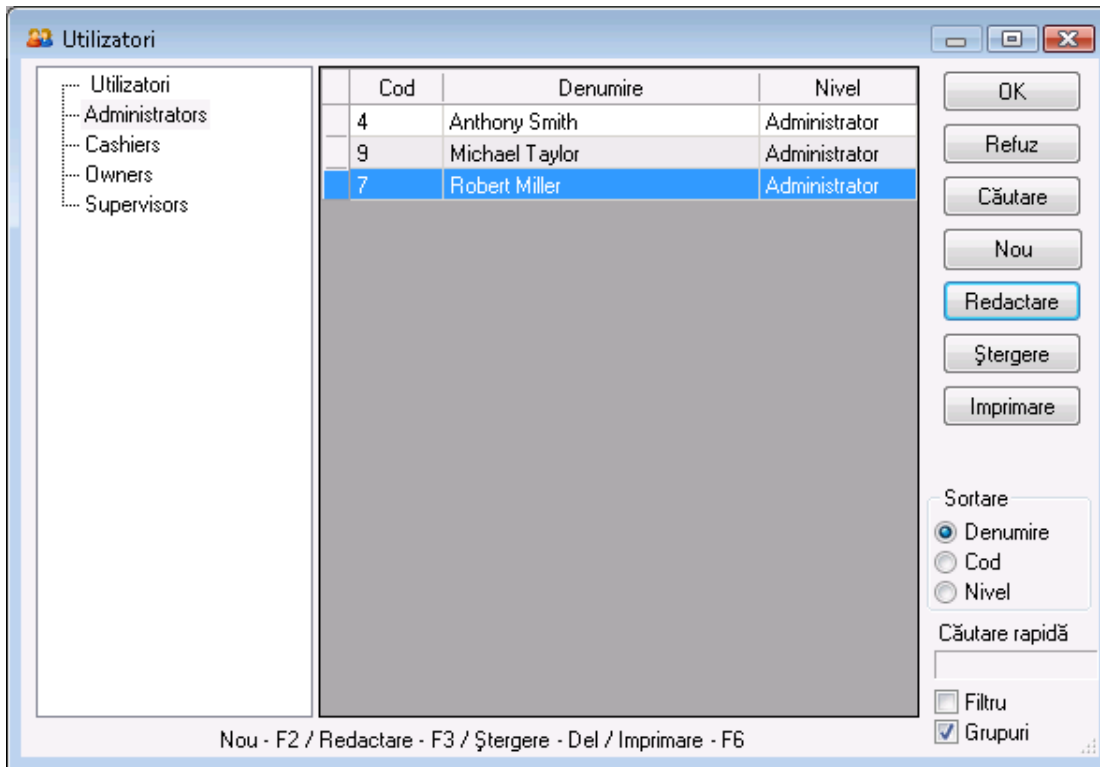 Utilizatori
Utilizatori
Administrators
Cashiers
Owners
Supervisors
Cod Denumire Nivel
4 Anthony Smith Administrator
9 Michael Taylor Administrator
7 Robert Miller Administrator
OK
Refuz
Căutare
Nou
Redactare
Ştergere
Imprimare
Sortare
Denumire
Cod
Nivel
Căutare rapidă
Filtru
Grupuri
Nou - F2 / Redactare - F3 / Ştergere - Del / Imprimare - F6